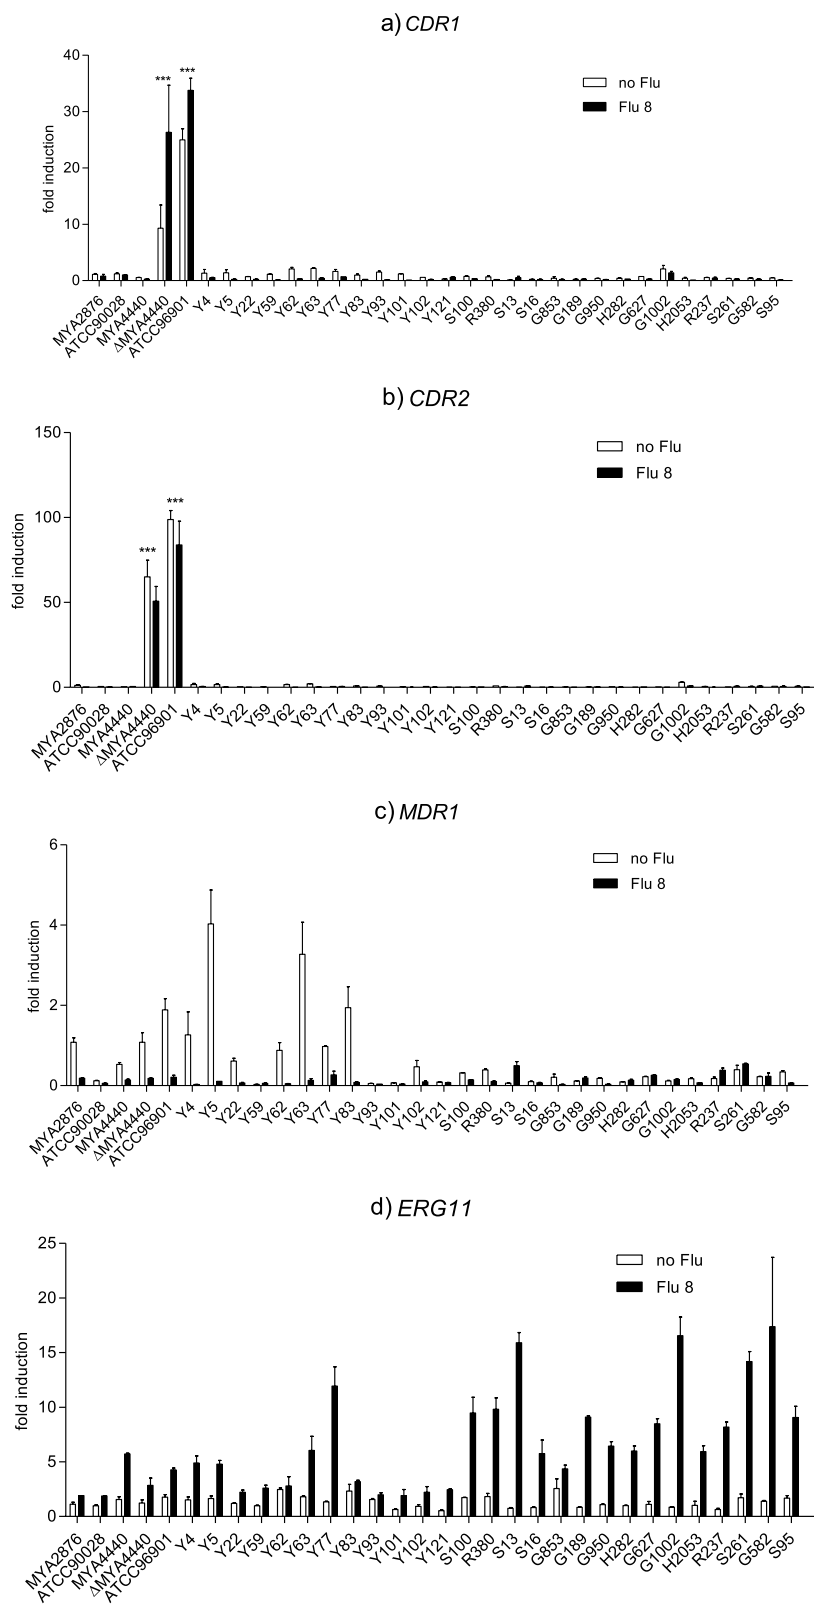 a) CDR1
40
30
20
10
0
fold induction
*** ***
no Flu
Flu 8
MYA2876 ATCC90028 MYA4440 ΔMYA4440 ATCC96901 Y4 Y5 Y22 Y59 Y62 Y63 Y77 Y83 Y93 Y101 Y102 Y121 S100 R380 S13 S16 G853 G189 G950 H282 G627 G1002 H2053 R237 S261 G582 S95
b) CDR2
150
100
50
0
fold induction
*** ***
no Flu
Flu 8
MYA2876 ATCC90028 MYA4440 ΔMYA4440 ATCC96901 Y4 Y5 Y22 Y59 Y62 Y63 Y77 Y83 Y93 Y101 Y102 Y121 S100 R380 S13 S16 G853 G189 G950 H282 G627 G1002 H2053 R237 S261 G582 S95
c) MDR1
6
4
2
0
fold induction
no Flu
Flu 8
MYA2876 ATCC90028 MYA4440 ΔMYA4440 ATCC96901 Y4 Y5 Y22 Y59 Y62 Y63 Y77 Y83 Y93 Y101 Y102 Y121 S100 R380 S13 S16 G853 G189 G950 H282 G627 G1002 H2053 R237 S261 G582 S95
d) ERG11
25
20
15
10
5
0
fold induction
no Flu
Flu 8
MYA2876 ATCC90028 MYA4440 ΔMYA4440 ATCC96901 Y4 Y5 Y22 Y59 Y62 Y63 Y77 Y83 Y93 Y101 Y102 Y121 S100 R380 S13 S16 G853 G189 G950 H282 G627 G1002 H2053 R237 S261 G582 S95